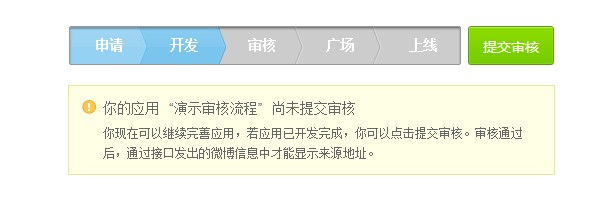 申请 开发 审核 广场 上线 提交审核
你的应用 “演示审核流程” 尚未提交审核
你现在可以继续完善应用，若应用已开发完成，你可以点击提交审核。审核通过
后，通过接口发出的微博信息中才能显示来源地址。